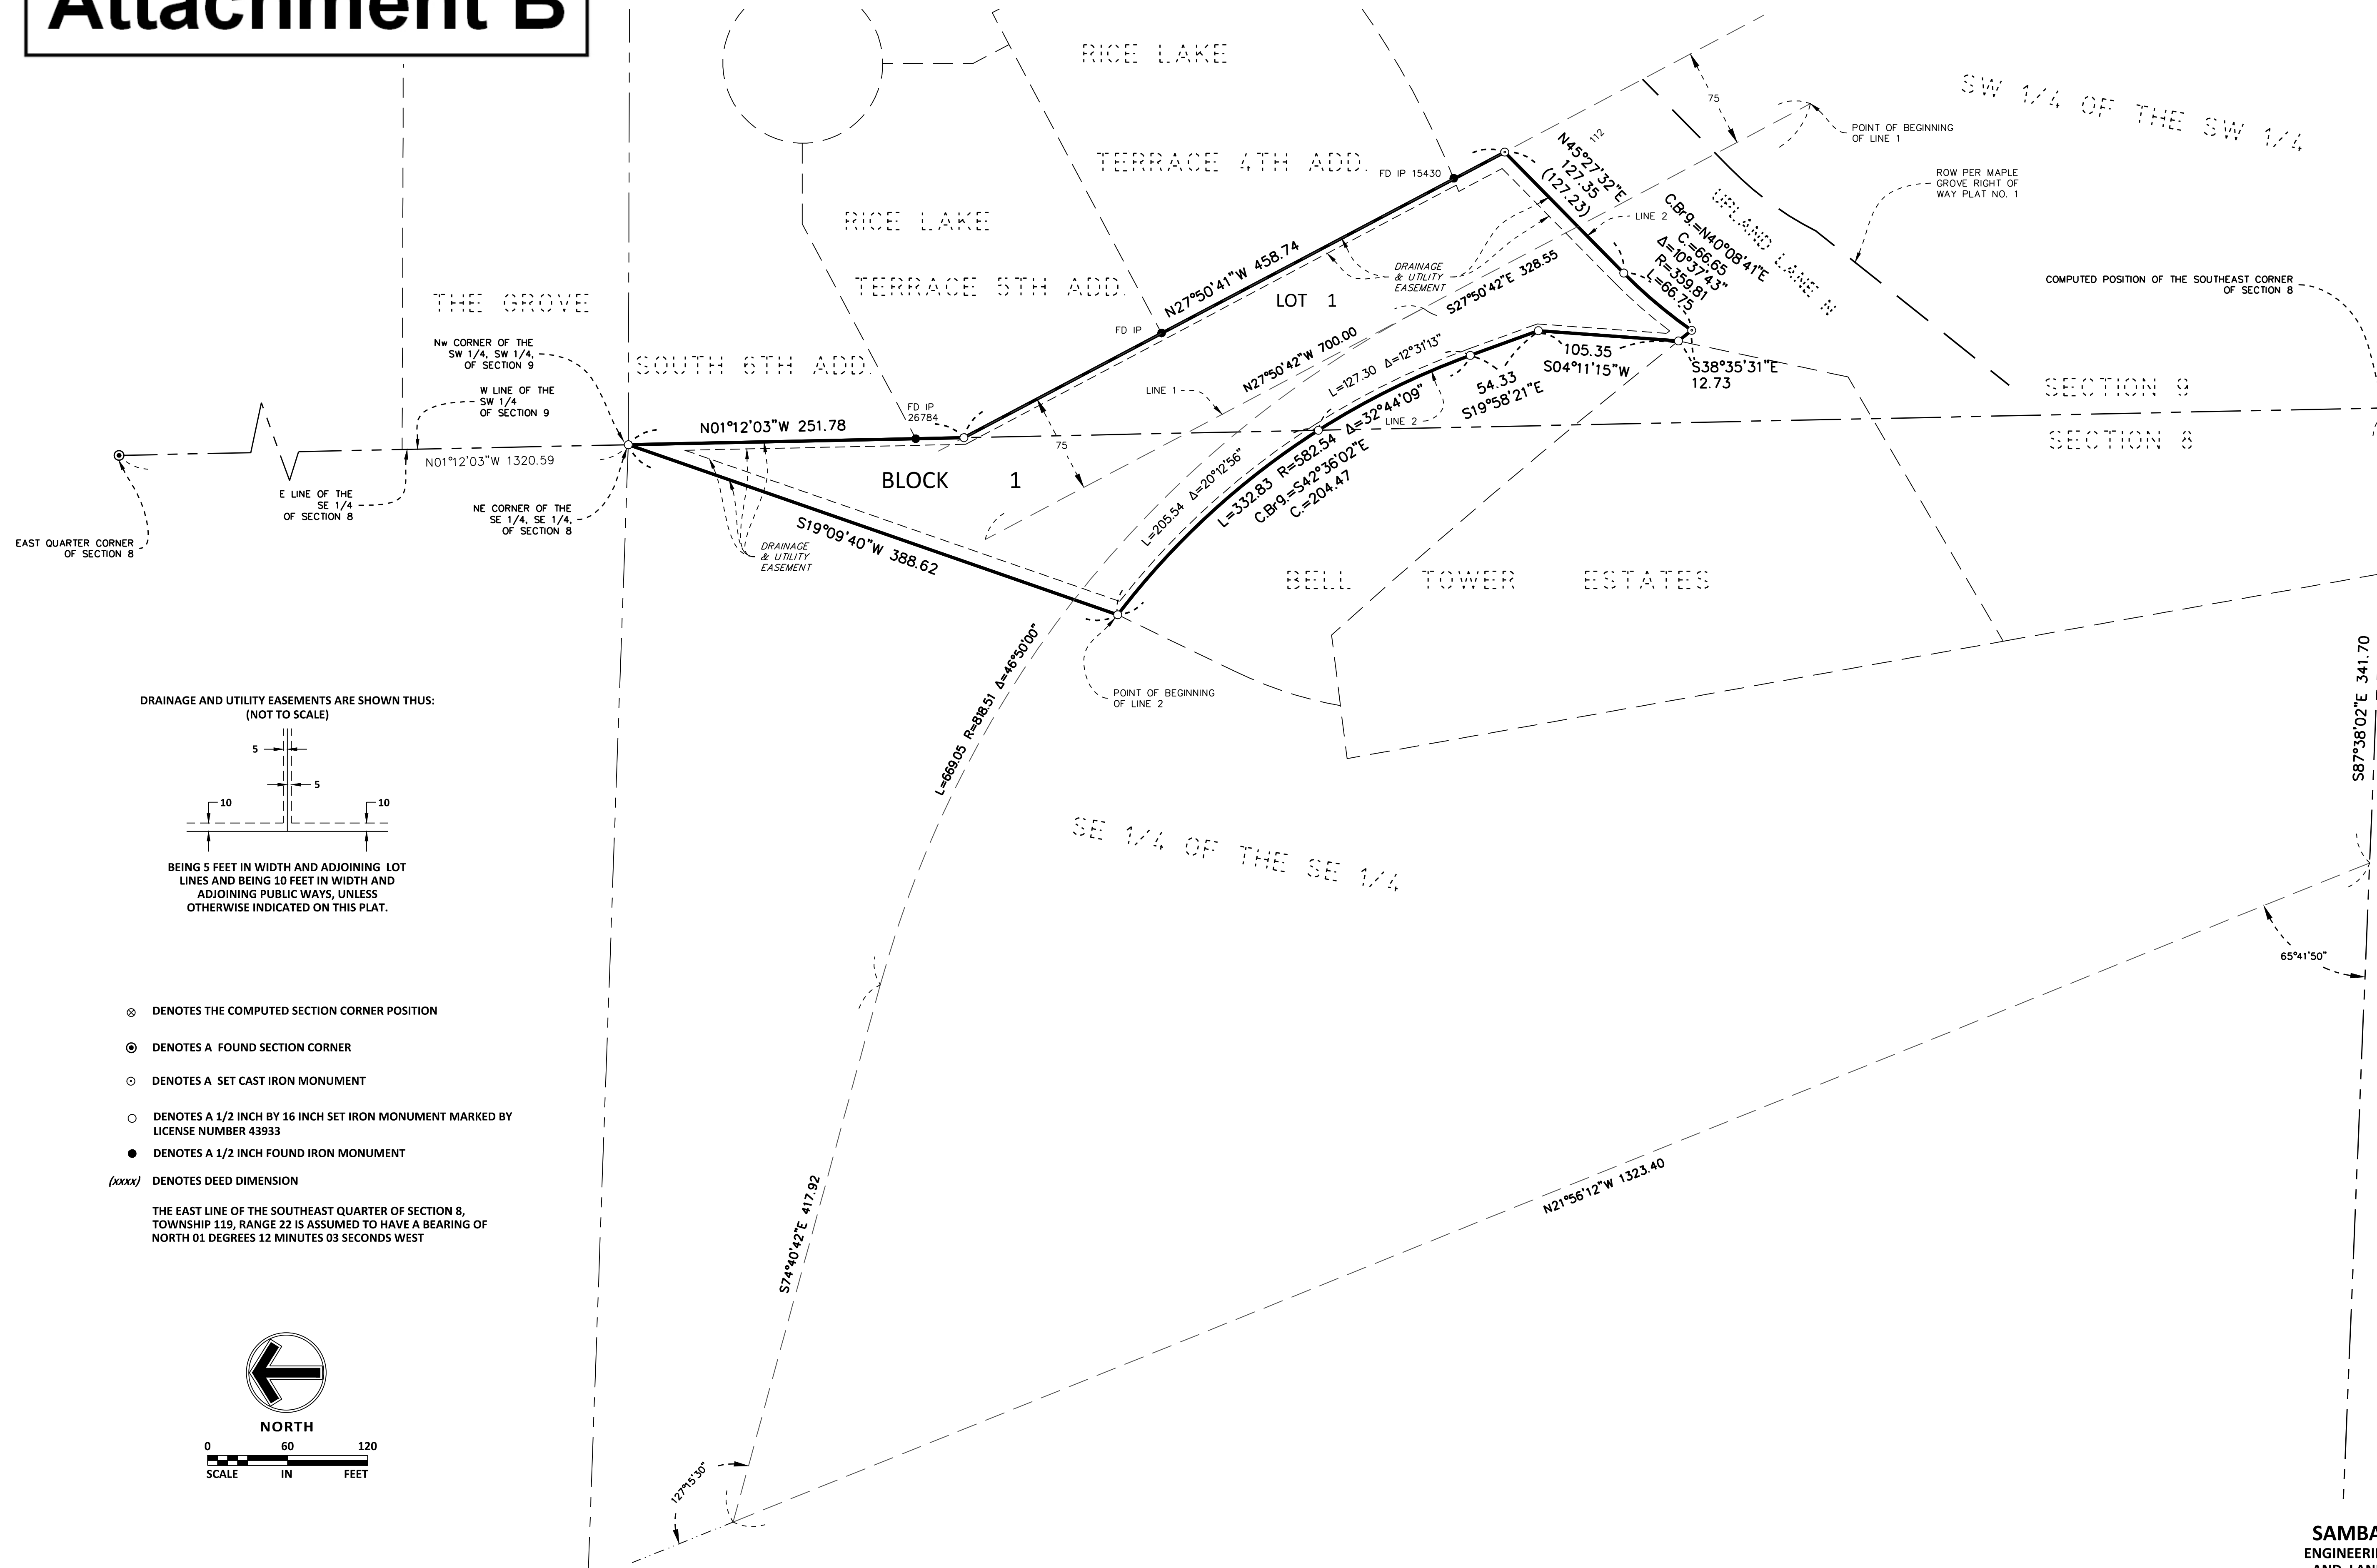 Attachment B
RICE LAKE
TERRACE 4TH ADD.
RICE LAKE
TERRACE 5TH ADD.
THE GROVE
SOUTH 6TH ADD.
SW 1/4 OF THE SW 1/4
75
112
POINT OF BEGINNING
OF LINE 1
ROW PER MAPLE
GROVE RIGHT OF
WAY PLAT NO. 1
UPLAND LANE N
COMPUTED POSITION OF THE SOUTHEAST CORNER
OF SECTION 8
FD IP 15430
N45°27'32"E
127.35
(127.23)
LINE 2
C.Brg.=N40°08'41"E
C.=66.65
Δ=10°37'43"
R=359.81
L=66.75
N27°50'41"W 458.74
DRAINAGE
& UTILITY
EASEMENT
LOT 1
S27°50'42"E 328.55
FD IP
N27°50'42"W 700.00
L=127.30 Δ=12°31'13"
105.35
S04°11'15"W
S38°35'31"E
12.73
54.33
S19°58'21"E
LINE 1
LINE 2
SECTION 9
SECTION 8
Nw CORNER OF THE
SW 1/4, SW 1/4,
OF SECTION 9
W LINE OF THE
SW 1/4
OF SECTION 9
FD IP
26784
N01°12'03"W 251.78
75
N01°12'03"W 1320.59
BLOCK 1
E LINE OF THE
SE 1/4
OF SECTION 8
NE CORNER OF THE
SE 1/4, SE 1/4,
OF SECTION 8
EAST QUARTER CORNER
OF SECTION 8
S19°09'40"W 388.62
DRAINAGE
& UTILITY
EASEMENT
L=205.54 Δ=20°12'56"
L=332.83 R=582.54 Δ=32°44'09"
C.Brg.=S42°36'02"E
C.=204.47
BELL TOWER ESTATES
POINT OF BEGINNING
OF LINE 2
L=669.05 R=818.51 Δ=46°50'00"
S87°38'02"E 341.70
DRAINAGE AND UTILITY EASEMENTS ARE SHOWN THUS:
(NOT TO SCALE)
5
5
10
10
BEING 5 FEET IN WIDTH AND ADJOINING LOT
LINES AND BEING 10 FEET IN WIDTH AND
ADJOINING PUBLIC WAYS, UNLESS
OTHERWISE INDICATED ON THIS PLAT.
SE 1/4 OF THE SE 1/4
65°41'50"
DENOTES THE COMPUTED SECTION CORNER POSITION
DENOTES A FOUND SECTION CORNER
DENOTES A SET CAST IRON MONUMENT
DENOTES A 1/2 INCH BY 16 INCH SET IRON MONUMENT MARKED BY
LICENSE NUMBER 43933
DENOTES A 1/2 INCH FOUND IRON MONUMENT
(xxxx) DENOTES DEED DIMENSION
THE EAST LINE OF THE SOUTHEAST QUARTER OF SECTION 8,
TOWNSHIP 119, RANGE 22 IS ASSUMED TO HAVE A BEARING OF
NORTH 01 DEGREES 12 MINUTES 03 SECONDS WEST
S74°40'42"E 417.92
N21°56'12"W 1323.40
127°15'30"
NORTH
0 60 120
SCALE IN FEET
SAMBA
ENGINEERI
AND LAN